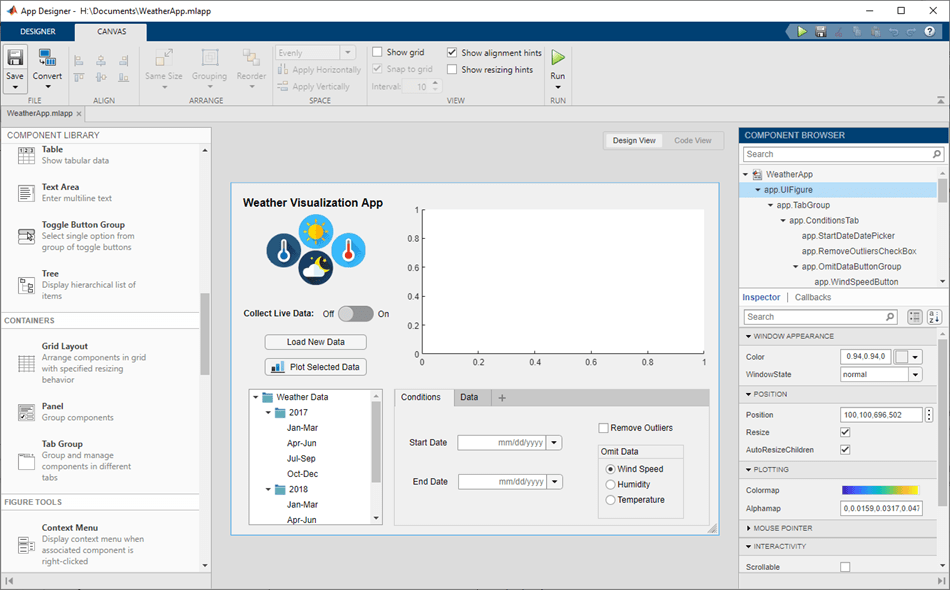 App Designer - H:\Documents\WeatherApp.mlapp
DESIGNER
CANVAS
Save
Convert
FILE
ALIGN
Same Size
Grouping
Reorder
ARRANGE
Evenly
Apply Horizontally
Apply Vertically
SPACE
Show grid
Snap to grid
Interval: 10
Show alignment hints
Show resizing hints
VIEW
Run
RUN
WeatherApp.mlapp
COMPONENT LIBRARY
Table
Show tabular data
Text Area
Enter multiline text
Toggle Button Group
Select single option from
group of toggle buttons
Tree
Display hierarchical list of
items
CONTAINERS
Grid Layout
Arrange components in grid
with specified resizing
behavior
Panel
Group components
Tab Group
Group and manage
components in different
tabs
FIGURE TOOLS
Context Menu
Display context menu when
associated component is
right-clicked
Design View
Code View
Weather Visualization App
Collect Live Data: Off On
Load New Data
Plot Selected Data
1
0.8
0.6
0.4
0.2
0
0 0.2 0.4 0.6 0.8 1
Weather Data
2017
Jan-Mar
Apr-Jun
Jul-Sep
Oct-Dec
2018
Jan-Mar
Apr-Jun
Conditions
Data
Start Date mm/dd/yyyy
End Date mm/dd/yyyy
Remove Outliers
Omit Data
Wind Speed
Humidity
Temperature
COMPONENT BROWSER
Search
WeatherApp
app.UIFigure
app.TabGroup
app.ConditionsTab
app.StartDateDatePicker
app.RemoveOutliersCheckBox
app.OmitDataButtonGroup
app.WindSpeedButton
Inspector
Callbacks
Search
WINDOW APPEARANCE
Color 0.94,0.94,0
WindowState normal
POSITION
Position 100,100,696,502
Resize
AutoResizeChildren
PLOTTING
Colormap
Alphamap 0,0.0159,0.0317,0.047
MOUSE POINTER
INTERACTIVITY
Scrollable